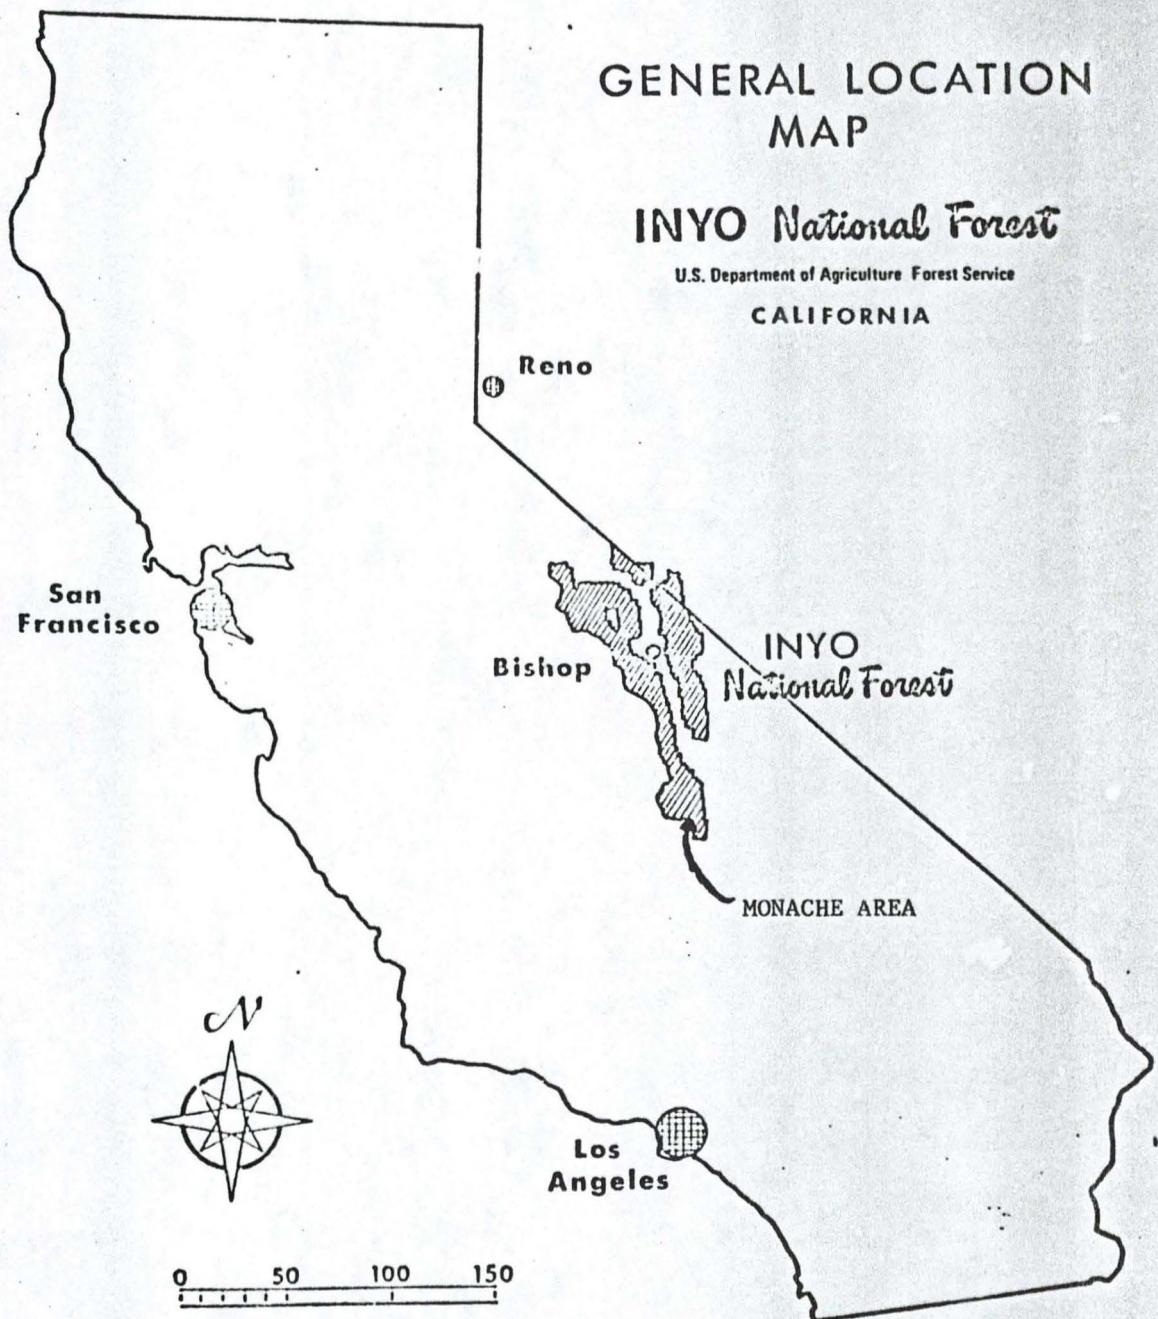 GENERAL LOCATION
MAP
INYO National Forest
U.S. Department of Agriculture Forest Service
CALIFORNIA
Reno
San
Francisco
Bishop
INYO
National Forest
MONACHE AREA
N
Los
Angeles
0 50 100 150